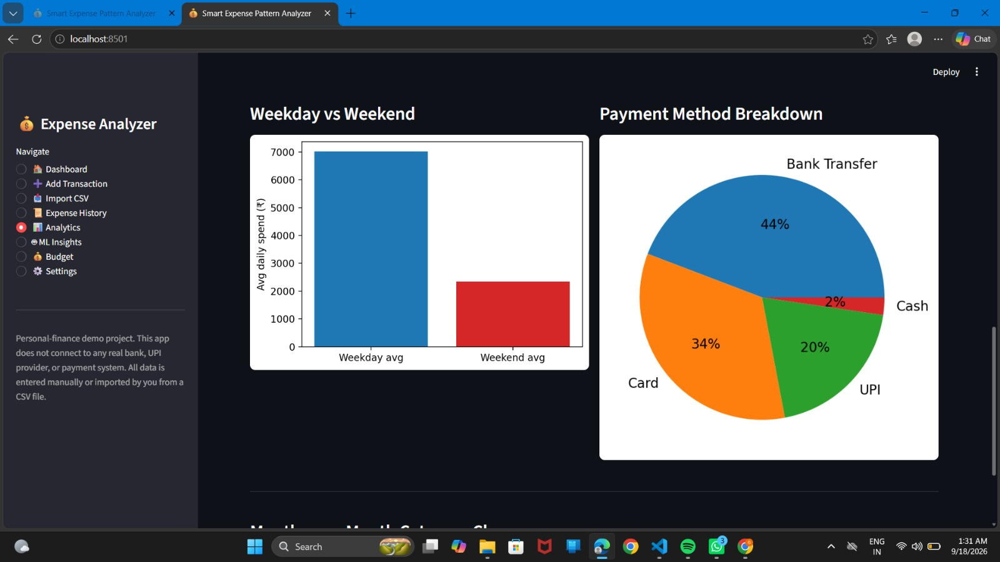 Smart Expense Pattern Analyzer
Smart Expense Pattern Analyzer
localhost:8501
Chat
Deploy
Expense Analyzer
Navigate
Dashboard
Add Transaction
Import CSV
Expense History
Analytics
ML Insights
Budget
Settings
Personal-finance demo project. This app
does not connect to any real bank, UPI
provider, or payment system. All data is
entered manually or imported by you from a
CSV file.
Weekday vs Weekend
7000
6000
5000
4000
3000
2000
1000
0
Avg daily spend (₹)
Weekday avg
Weekend avg
Payment Method Breakdown
Bank Transfer
44%
2%
Cash
34%
20%
Card
UPI
Search
3
6
ENG
IN
1:31 AM
9/18/2026